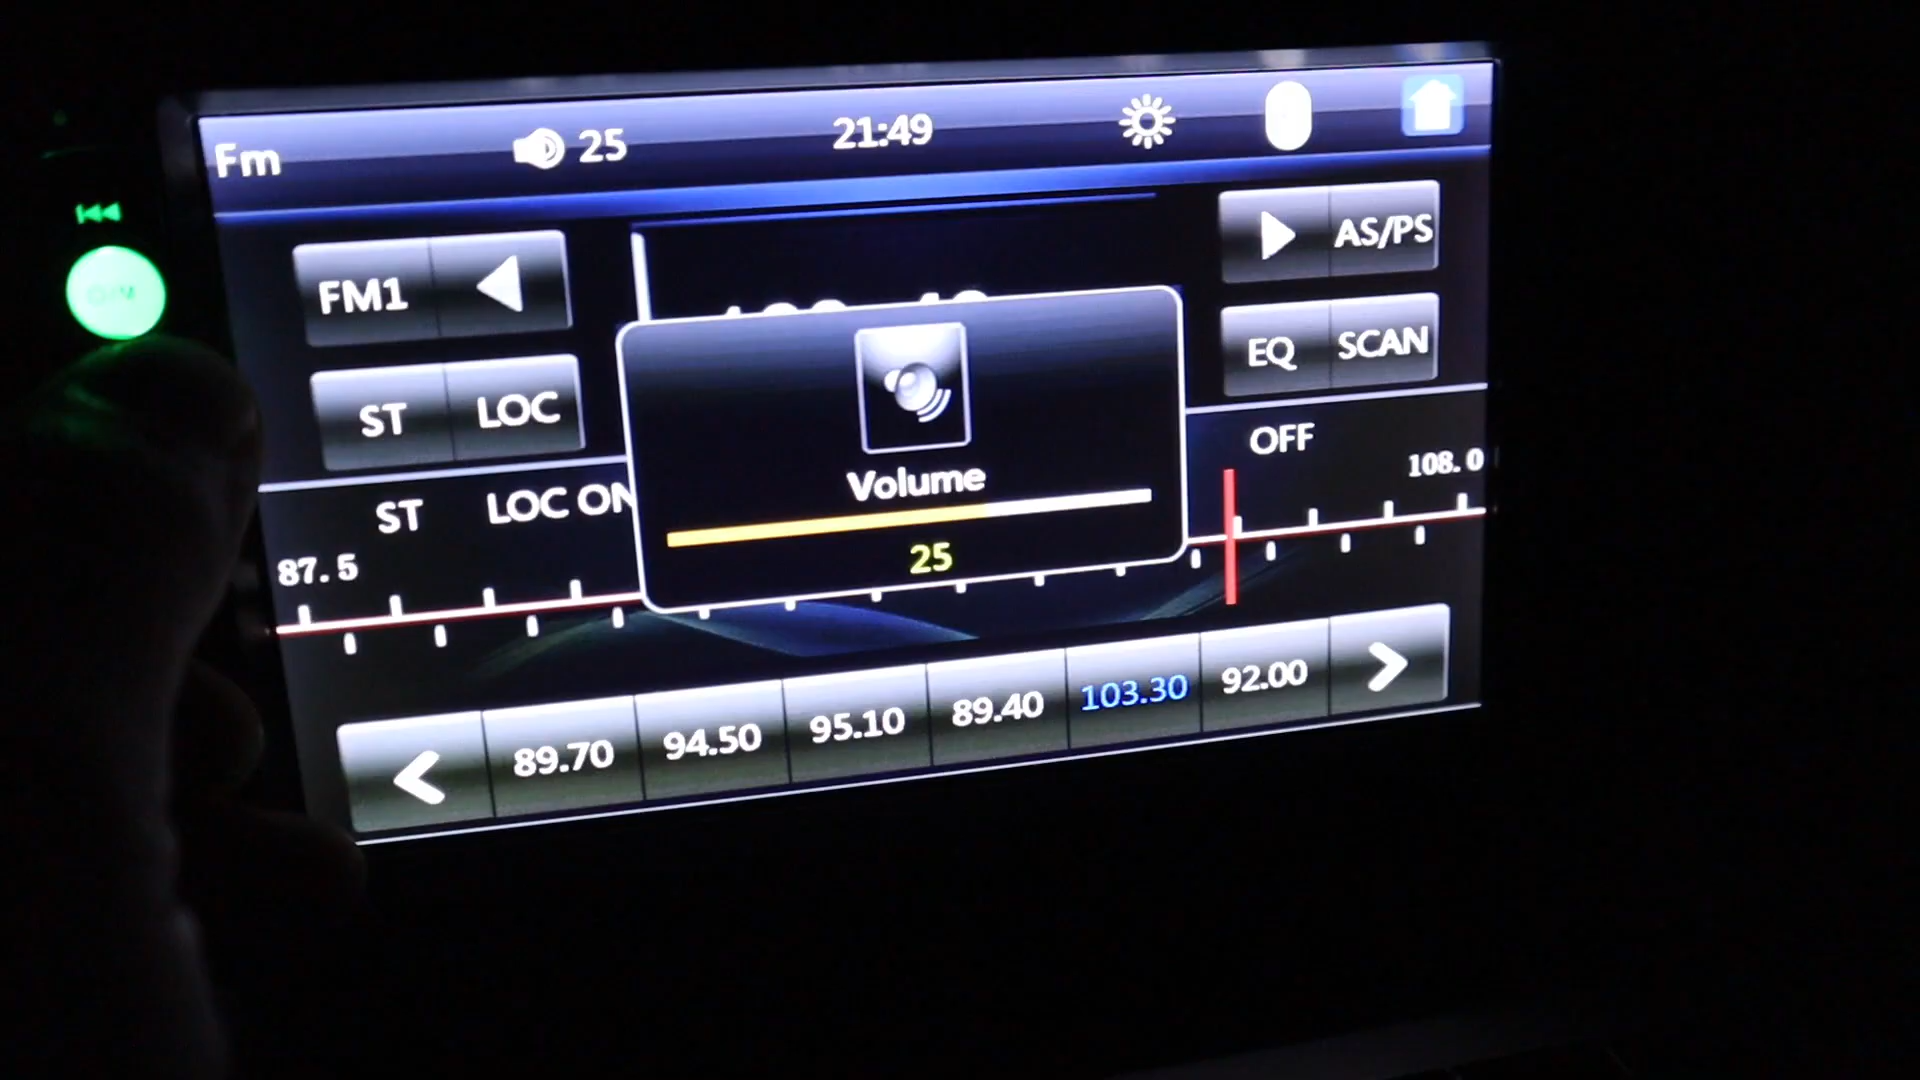 Fm 25 21:49
FM1 AS/PS
ST LOC EQ SCAN
Volume
25
ST LOC ON OFF
87.5 108.0
89.70 94.50 95.10 89.40 103.30 92.00